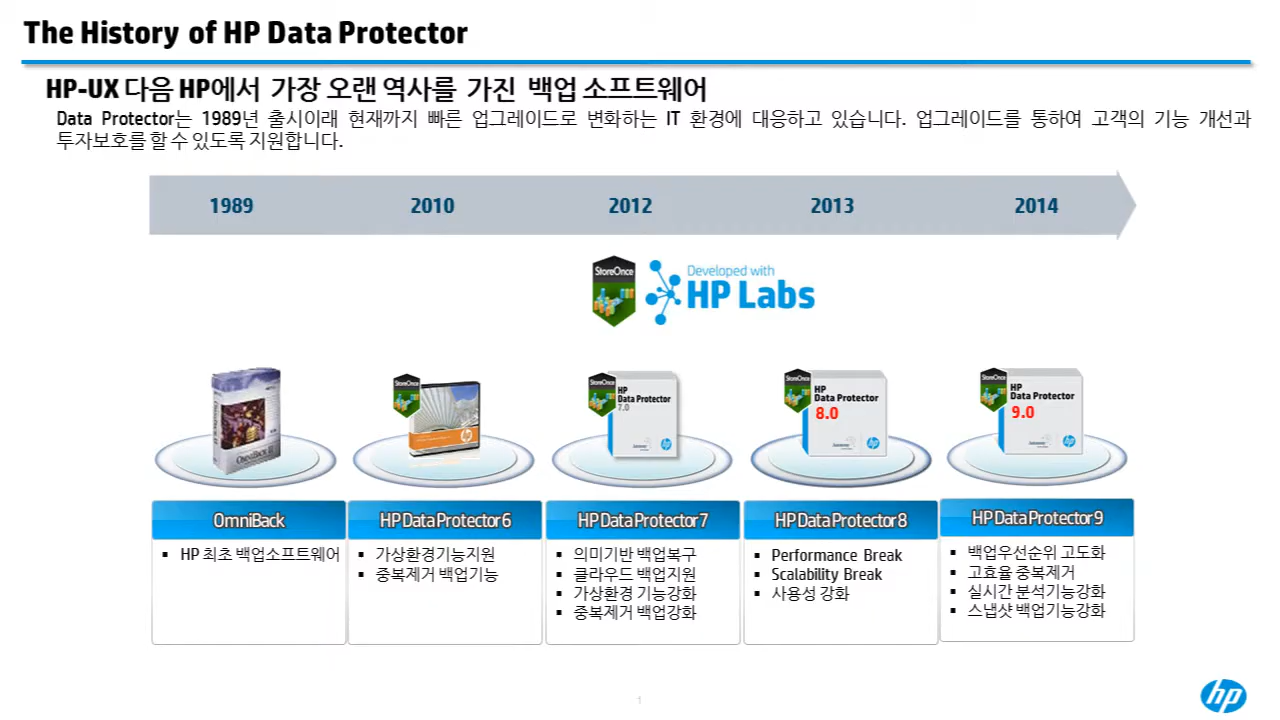 The History of HP Data Protector
HP-UX 다음 HP에서 가장 오랜 역사를 가진 백업 소프트웨어
Data Protector는 1989년 출시이래 현재까지 빠른 업그레이드로 변화하는 IT 환경에 대응하고 있습니다. 업그레이드를 통하여 고객의 기능 개선과
투자보호를 할 수 있도록 지원합니다.
1989 2010 2012 2013 2014
StoreOnce
Developed with
HP Labs
OmniBack II
StoreOnce
hp
StoreOnce
HP
Data Protector
7.0
hp
StoreOnce
HP
Data Protector
8.0
hp
StoreOnce
HP
Data Protector
9.0
hp
OmniBack
▪ HP 최초 백업소프트웨어
HP Data Protector 6
▪ 가상환경기능지원
▪ 중복제거 백업기능
HP Data Protector 7
▪ 의미기반 백업복구
▪ 클라우드 백업지원
▪ 가상환경 기능강화
▪ 중복제거 백업강화
HP Data Protector 8
▪ Performance Break
▪ Scalability Break
▪ 사용성 강화
HP Data Protector 9
▪ 백업우선순위 고도화
▪ 고효율 중복제거
▪ 실시간 분석기능강화
▪ 스냅샷 백업기능강화
1
hp